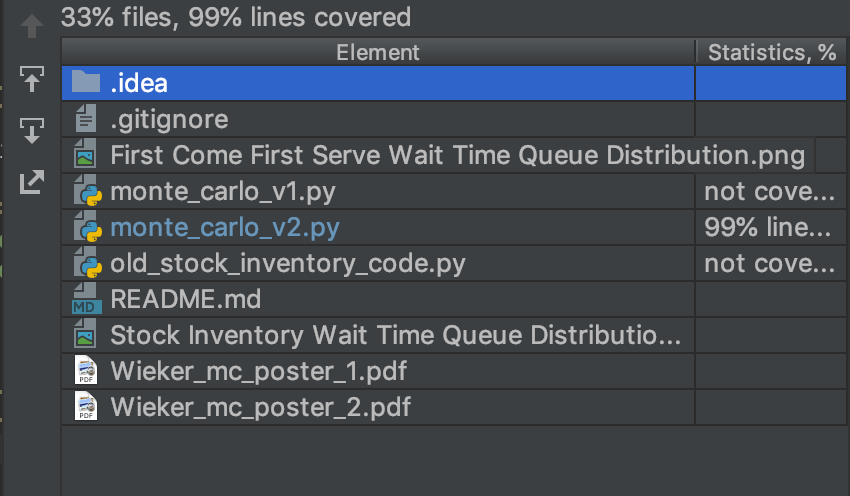 33% files, 99% lines covered
Element Statistics, %
.idea
.gitignore
First Come First Serve Wait Time Queue Distribution.png
monte_carlo_v1.py not cove...
monte_carlo_v2.py 99% line...
old_stock_inventory_code.py not cove...
MD README.md
Stock Inventory Wait Time Queue Distributio...
PDF Wieker_mc_poster_1.pdf
PDF Wieker_mc_poster_2.pdf